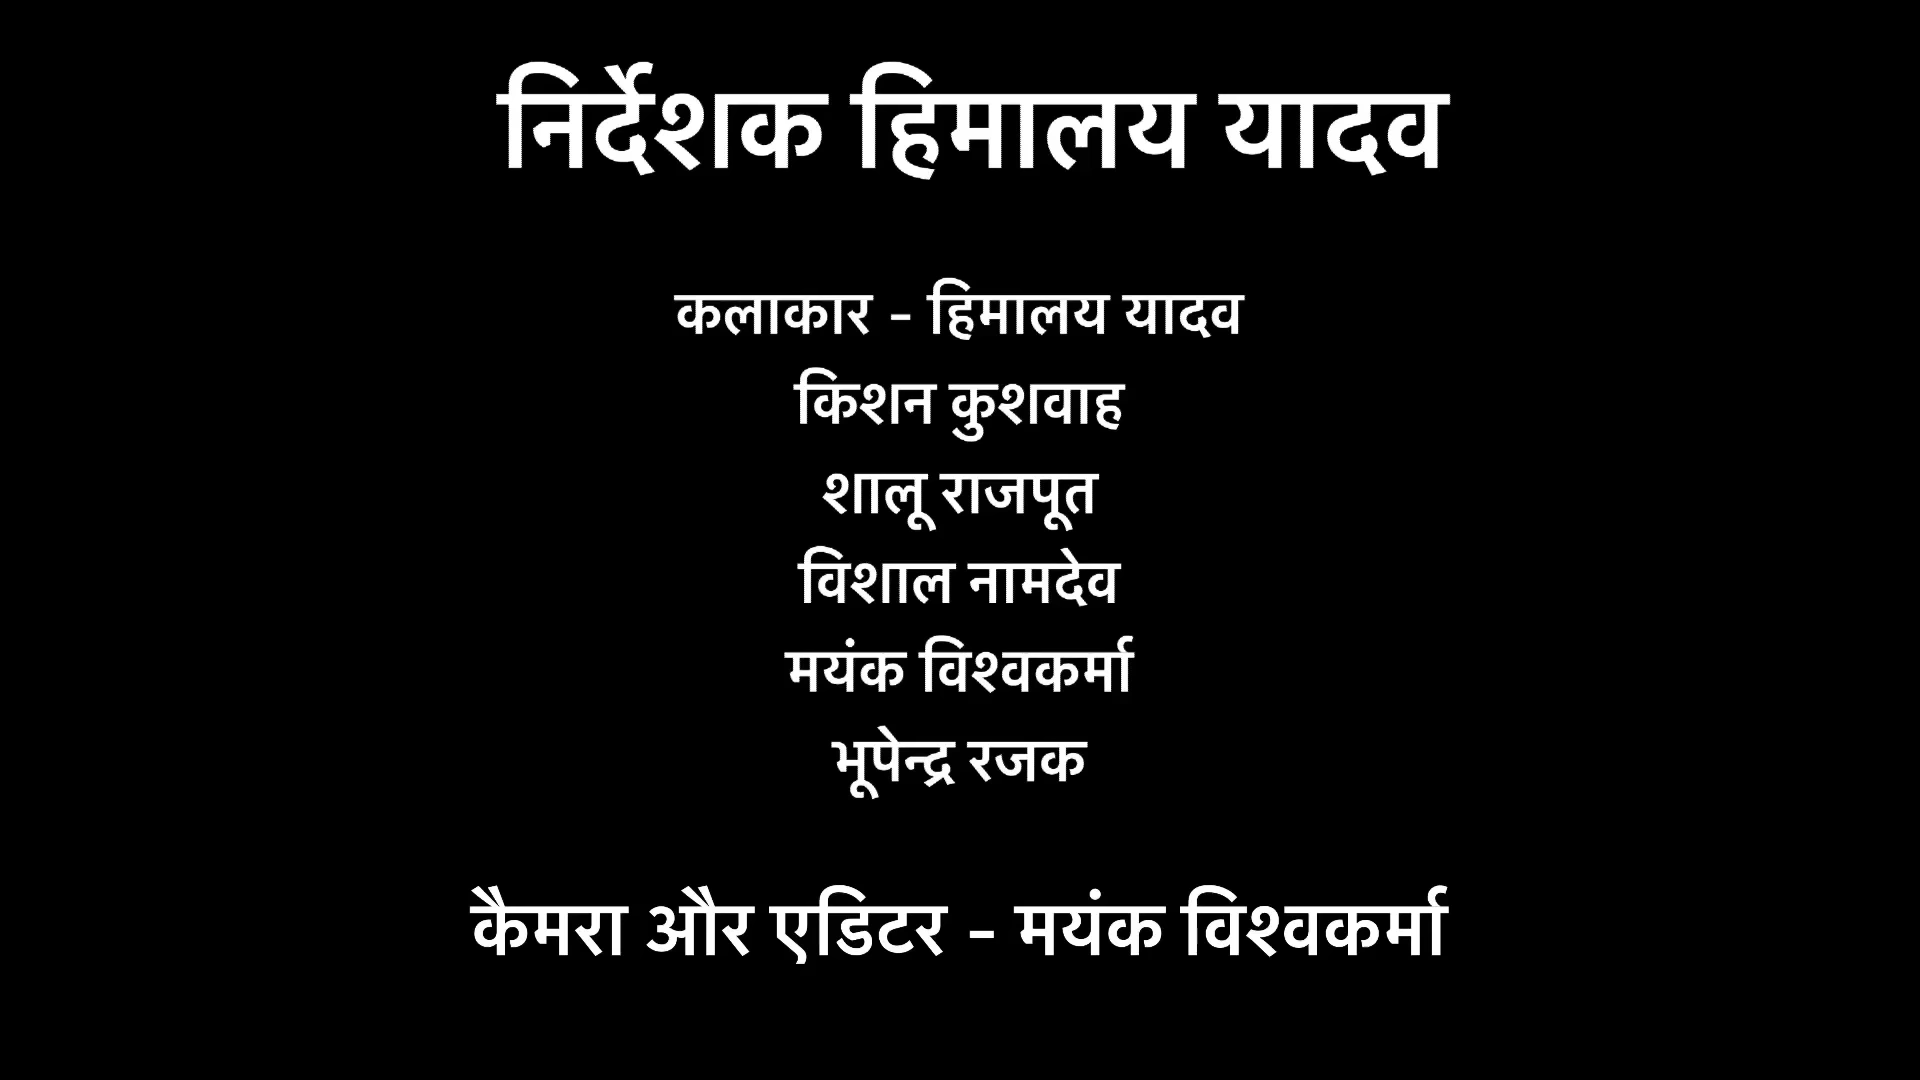 निर्देशक हिमालय यादव
कलाकार - हिमालय यादव
किशन कुशवाह
शालू राजपूत
विशाल नामदेव
मयंक विश्वकर्मा
भूपेन्द्र रजक
कैमरा और एडिटर - मयंक विश्वकर्मा